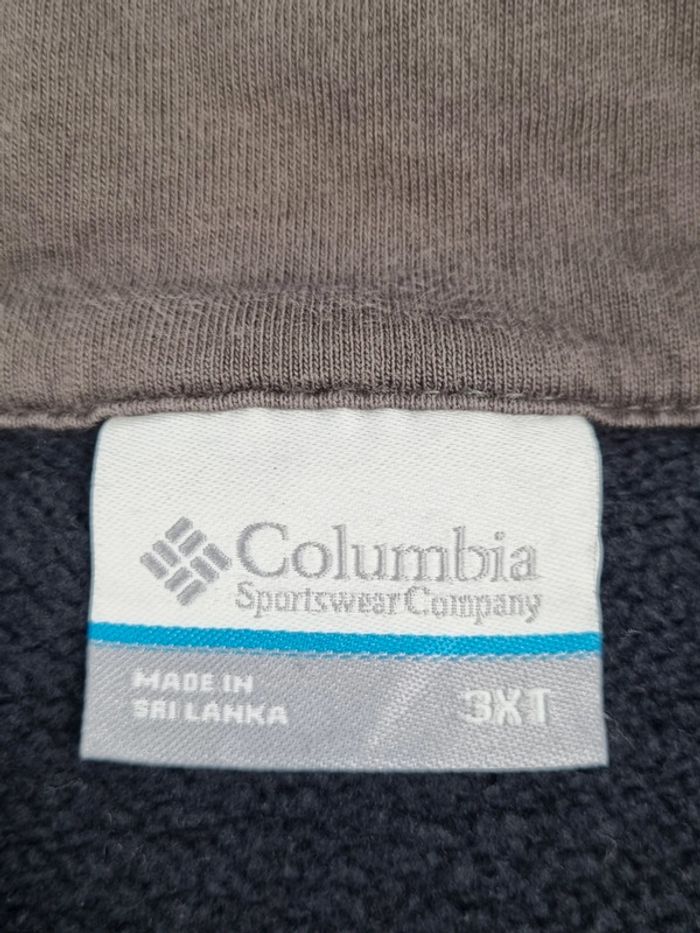 Columbia
Sportswear Company
MADE IN
SRI LANKA
3XT